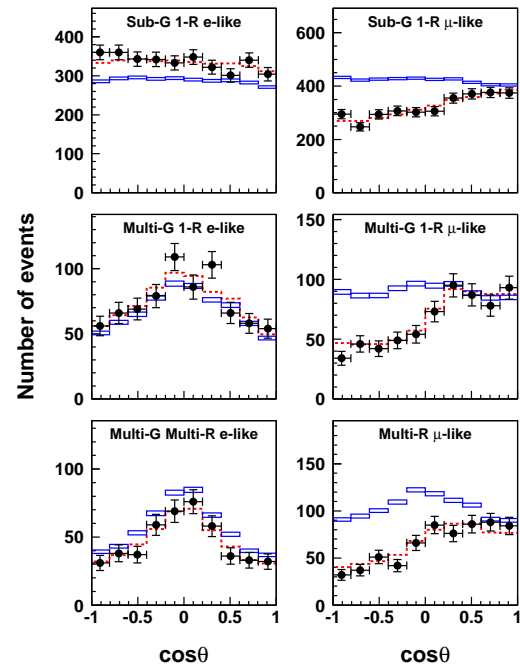 Sub-G 1-R e-like
Sub-G 1-R μ-like
400
300
200
100
0
600
400
200
0
Number of events
Multi-G 1-R e-like
Multi-G 1-R μ-like
100
50
0
150
100
50
0
Multi-G Multi-R e-like
Multi-R μ-like
100
50
0
150
100
50
0
-1 -0.5 0 0.5 1
-1 -0.5 0 0.5 1
cosθ
cosθ